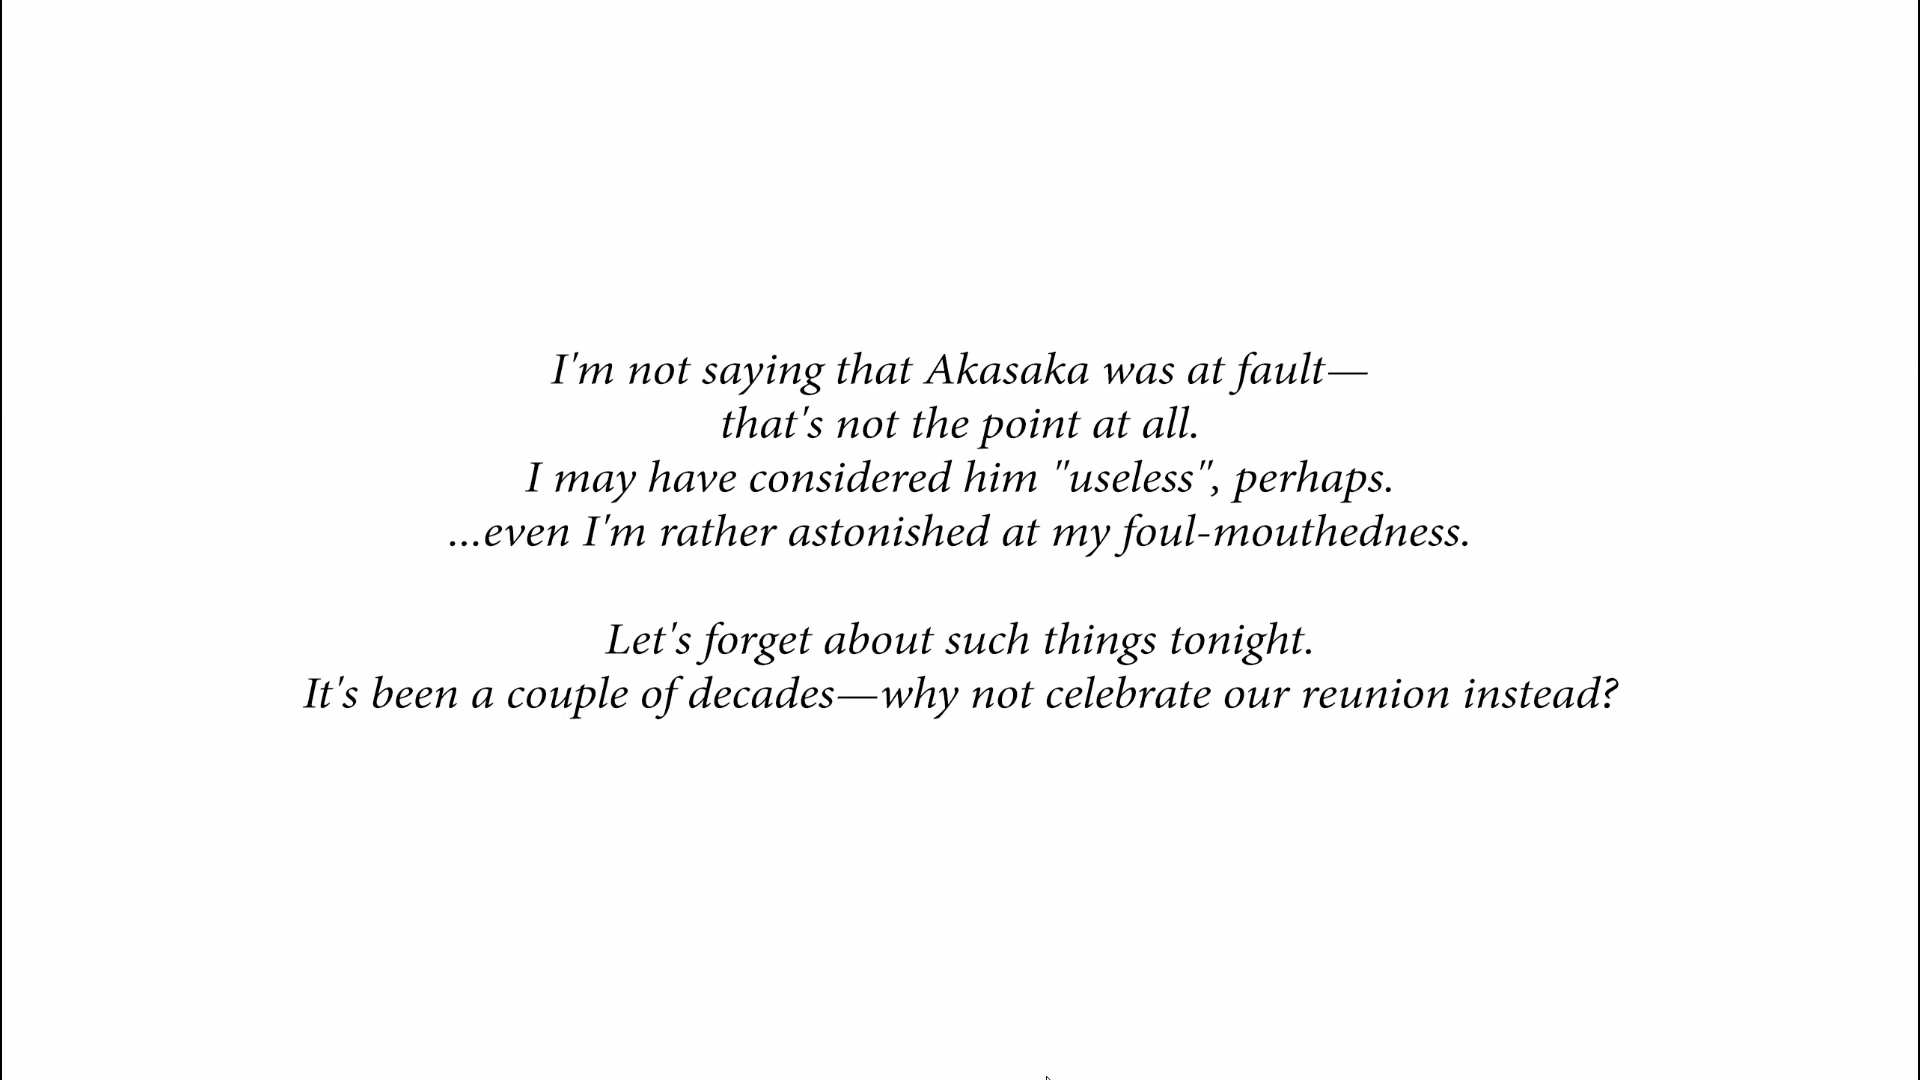 I'm not saying that Akasaka was at fault—
that's not the point at all.
I may have considered him "useless", perhaps.
...even I'm rather astonished at my foul-mouthedness.
Let's forget about such things tonight.
It's been a couple of decades—why not celebrate our reunion instead?